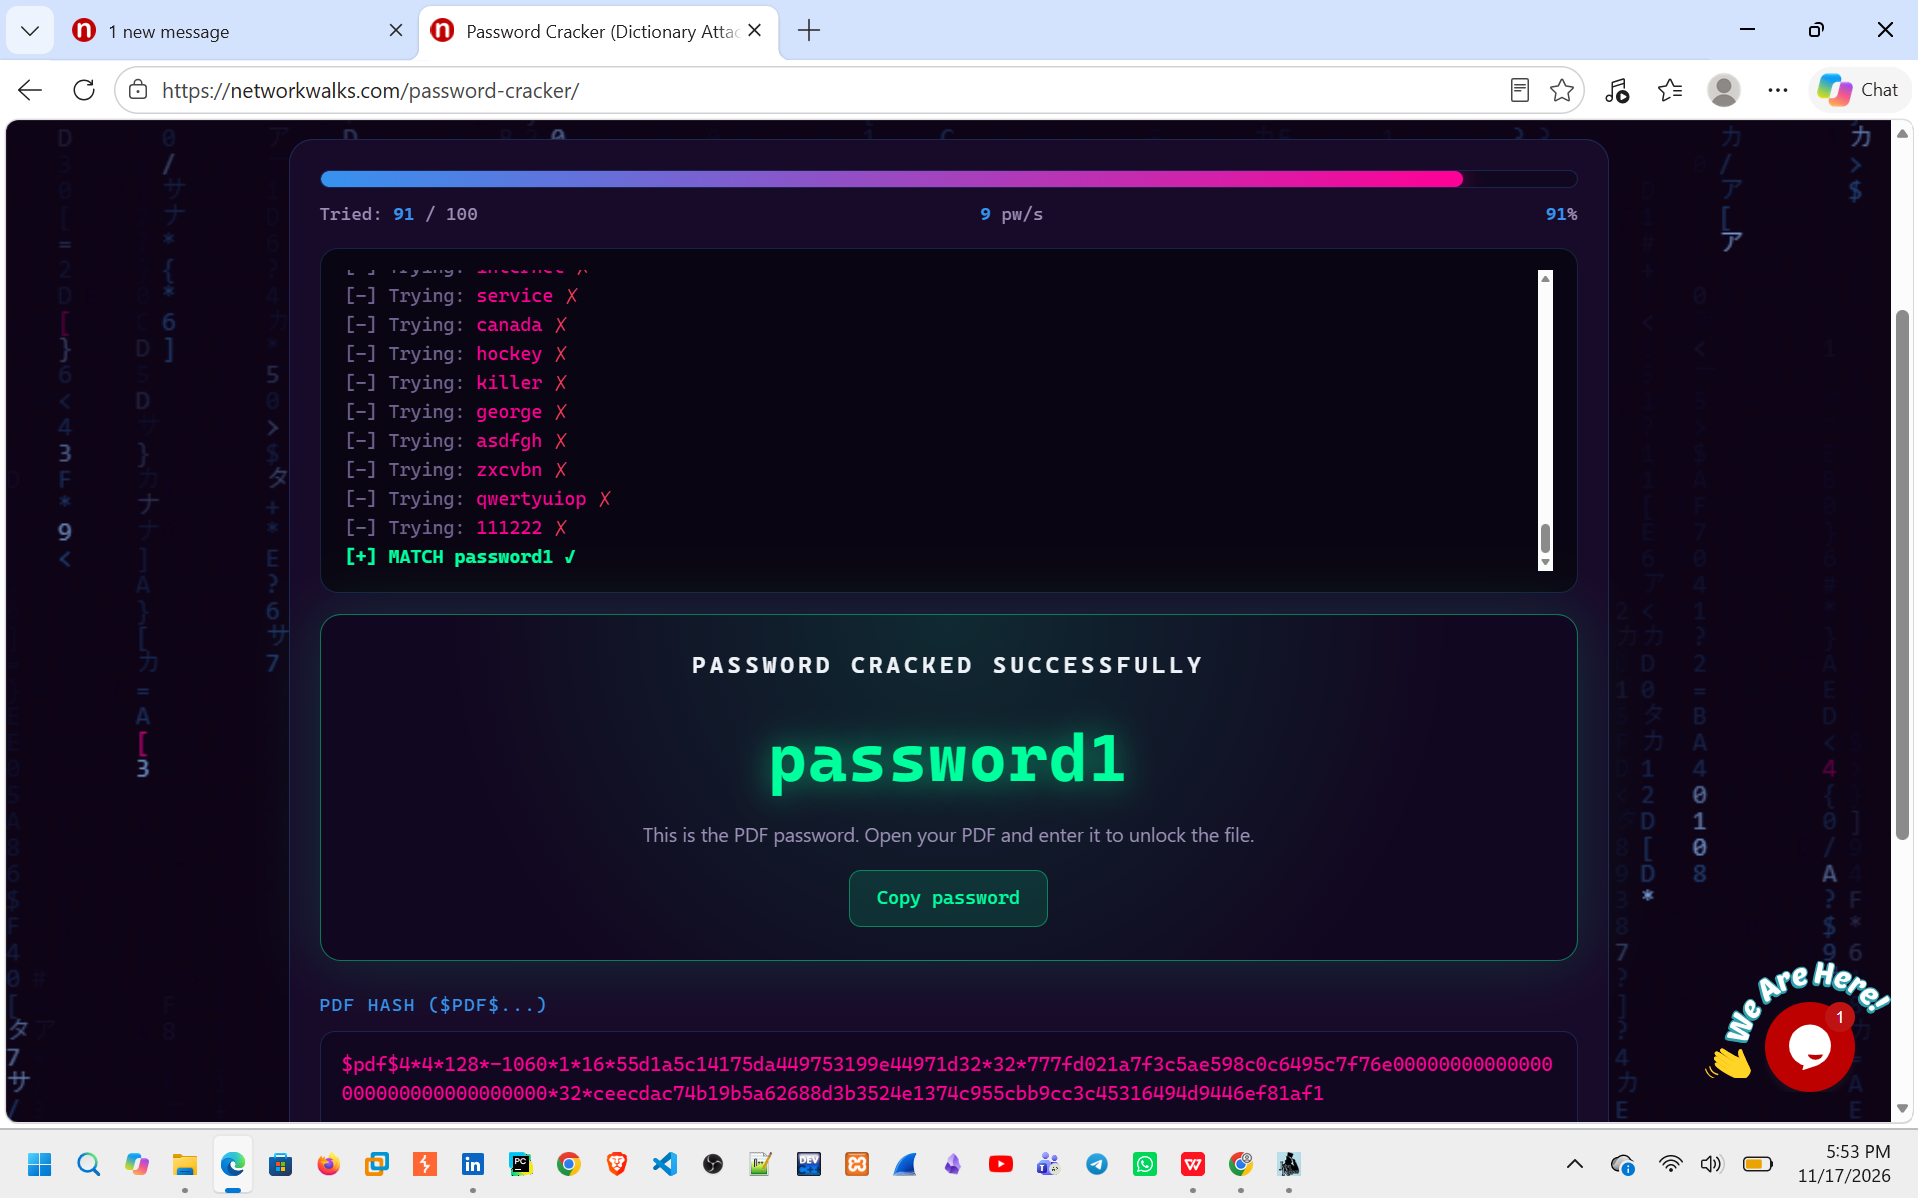 1 new message
Password Cracker (Dictionary Attac
https://networkwalks.com/password-cracker/
Chat
Tried: 91 / 100
9 pw/s
91%
[-] Trying: internet ✗
[-] Trying: service ✗
[-] Trying: canada ✗
[-] Trying: hockey ✗
[-] Trying: killer ✗
[-] Trying: george ✗
[-] Trying: asdfgh ✗
[-] Trying: zxcvbn ✗
[-] Trying: qwertyuiop ✗
[-] Trying: 111222 ✗
[+] MATCH password1 ✓
PASSWORD CRACKED SUCCESSFULLY
password1
This is the PDF password. Open your PDF and enter it to unlock the file.
Copy password
PDF HASH ($PDF$...)
$pdf$4*4*128*-1060*1*16*55d1a5c14175da449753199e44971d32*32*777fd021a7f3c5ae598c0c6495c7f76e00000000000000
0000000000000000000*32*ceecdac74b19b5a62688d3b3524e1374c955cbb9cc3c45316494d9446ef81af1
We Are Here!
1
5:53 PM
11/17/2026